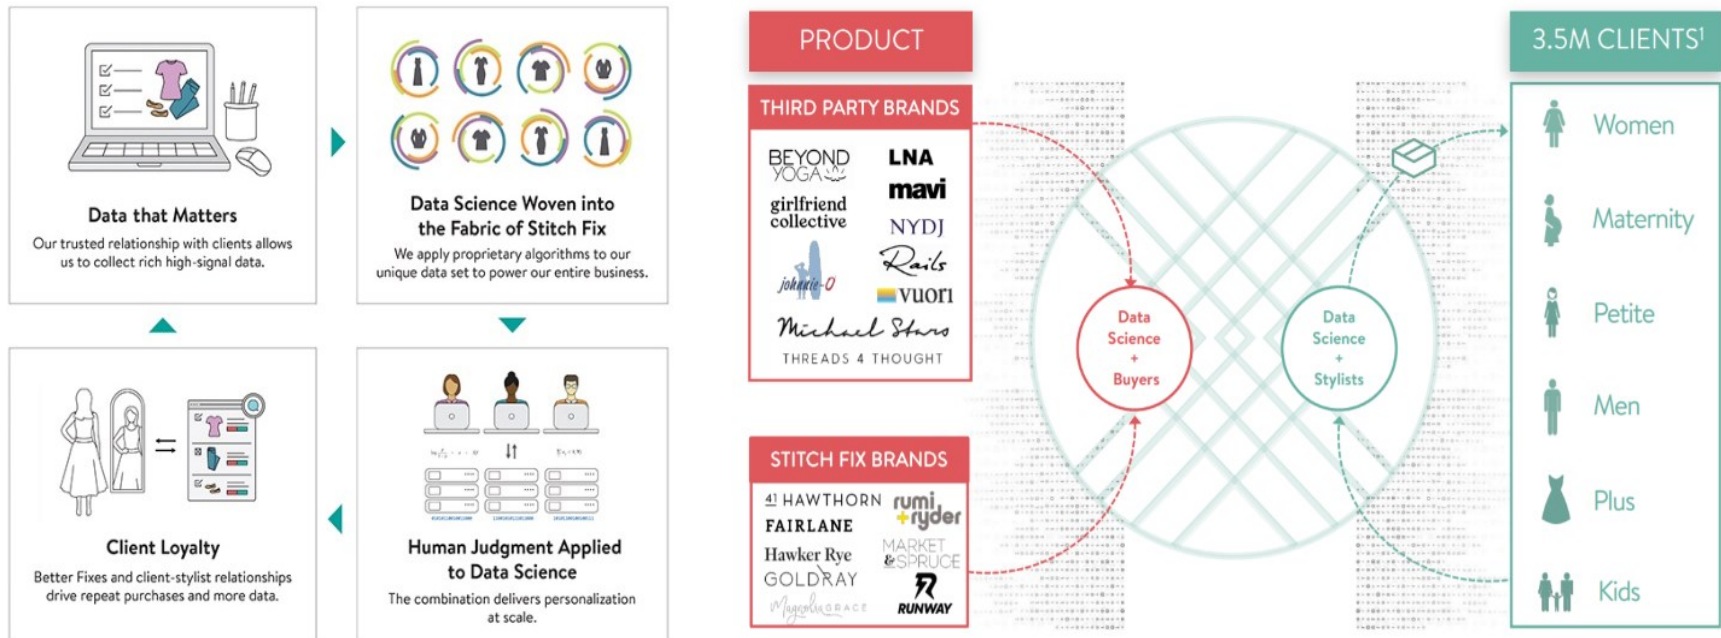 Data that Matters
Our trusted relationship with clients allows
us to collect rich high-signal data.
Data Science Woven into
the Fabric of Stitch Fix
We apply proprietary algorithms to our
unique data set to power our entire business.
Client Loyalty
Better Fixes and client-stylist relationships
drive repeat purchases and more data.
Human Judgment Applied
to Data Science
The combination delivers personalization
at scale.
PRODUCT
THIRD PARTY BRANDS
BEYOND
YOGA
LNA
mavi
girlfriend
collective
NYDJ
johnnie-O
Rails
vuori
Michael Stars
THREADS 4 THOUGHT
STITCH FIX BRANDS
41 HAWTHORN
rumi
+ryder
FAIRLANE
Hawker Rye
MARKET
&SPRUCE
GOLDRAY
Magnolia GRACE
RUNWAY
Data
Science
+
Buyers
Data
Science
+
Stylists
3.5M CLIENTS¹
Women
Maternity
Petite
Men
Plus
Kids